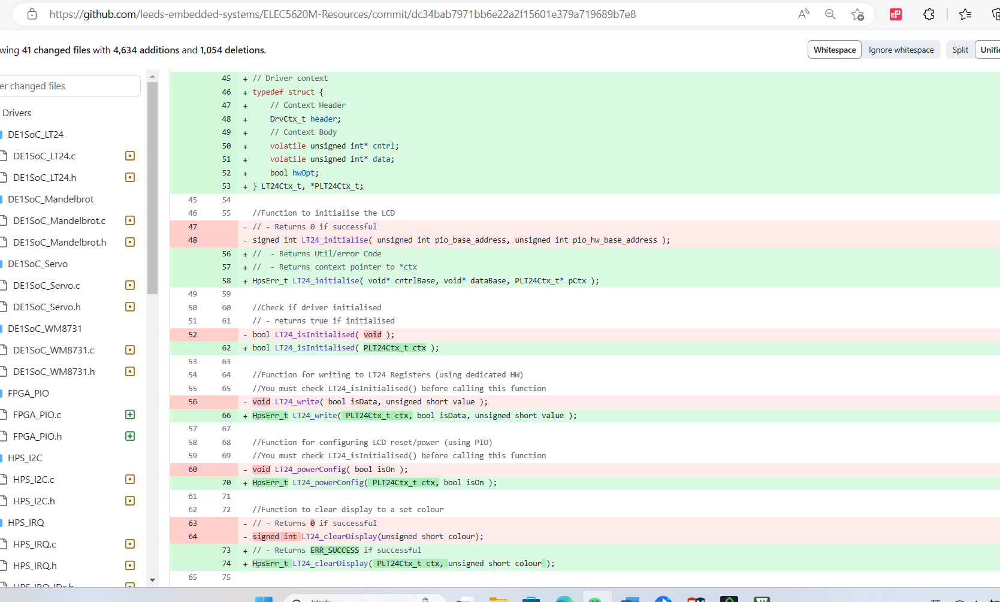 https://github.com/leeds-embedded-systems/ELEC5620M-Resources/commit/dc34bab7971bb6e22a2f15601e379a719689b7e8
wing 41 changed files with 4,634 additions and 1,054 deletions.
Whitespace Ignore whitespace Split Unifie
er changed files
Drivers
DE1SoC_LT24
DE1SoC_LT24.c
DE1SoC_LT24.h
DE1SoC_Mandelbrot
DE1SoC_Mandelbrot.c
DE1SoC_Mandelbrot.h
DE1SoC_Servo
DE1SoC_Servo.c
DE1SoC_Servo.h
DE1SoC_WM8731
DE1SoC_WM8731.c
DE1SoC_WM8731.h
FPGA_PIO
FPGA_PIO.c
FPGA_PIO.h
HPS_I2C
HPS_I2C.c
HPS_I2C.h
HPS_IRQ
HPS_IRQ.c
HPS_IRQ.h
HPS_IRQ_IDs.h
45 + // Driver context
46 + typedef struct {
47 + // Context Header
48 + DrvCtx_t header;
49 + // Context Body
50 + volatile unsigned int* cntrl;
51 + volatile unsigned int* data;
52 + bool hwOpt;
53 + } LT24Ctx_t, *PLT24Ctx_t;
45 54
46 55 //Function to initialise the LCD
47 - // - Returns 0 if successful
48 - signed int LT24_initialise( unsigned int pio_base_address, unsigned int pio_hw_base_address );
56 + // - Returns Util/error Code
57 + // - Returns context pointer to *ctx
58 + HpsErr_t LT24_initialise( void* cntrlBase, void* dataBase, PLT24Ctx_t* pCtx );
49 59
50 60 //Check if driver initialised
51 61 // - returns true if initialised
52 - bool LT24_isInitialised( void );
62 + bool LT24_isInitialised( PLT24Ctx_t ctx );
53 63
54 64 //Function for writing to LT24 Registers (using dedicated HW)
55 65 //You must check LT24_isInitialised() before calling this function
56 - void LT24_write( bool isData, unsigned short value );
66 + HpsErr_t LT24_write( PLT24Ctx_t ctx, bool isData, unsigned short value );
57 67
58 68 //Function for configuring LCD reset/power (using PIO)
59 69 //You must check LT24_isInitialised() before calling this function
60 - void LT24_powerConfig( bool isOn );
70 + HpsErr_t LT24_powerConfig( PLT24Ctx_t ctx, bool isOn );
61 71
62 72 //Function to clear display to a set colour
63 - // - Returns 0 if successful
64 - signed int LT24_clearDisplay(unsigned short colour);
73 + // - Returns ERR_SUCCESS if successful
74 + HpsErr_t LT24_clearDisplay( PLT24Ctx_t ctx, unsigned short colour );
65 75